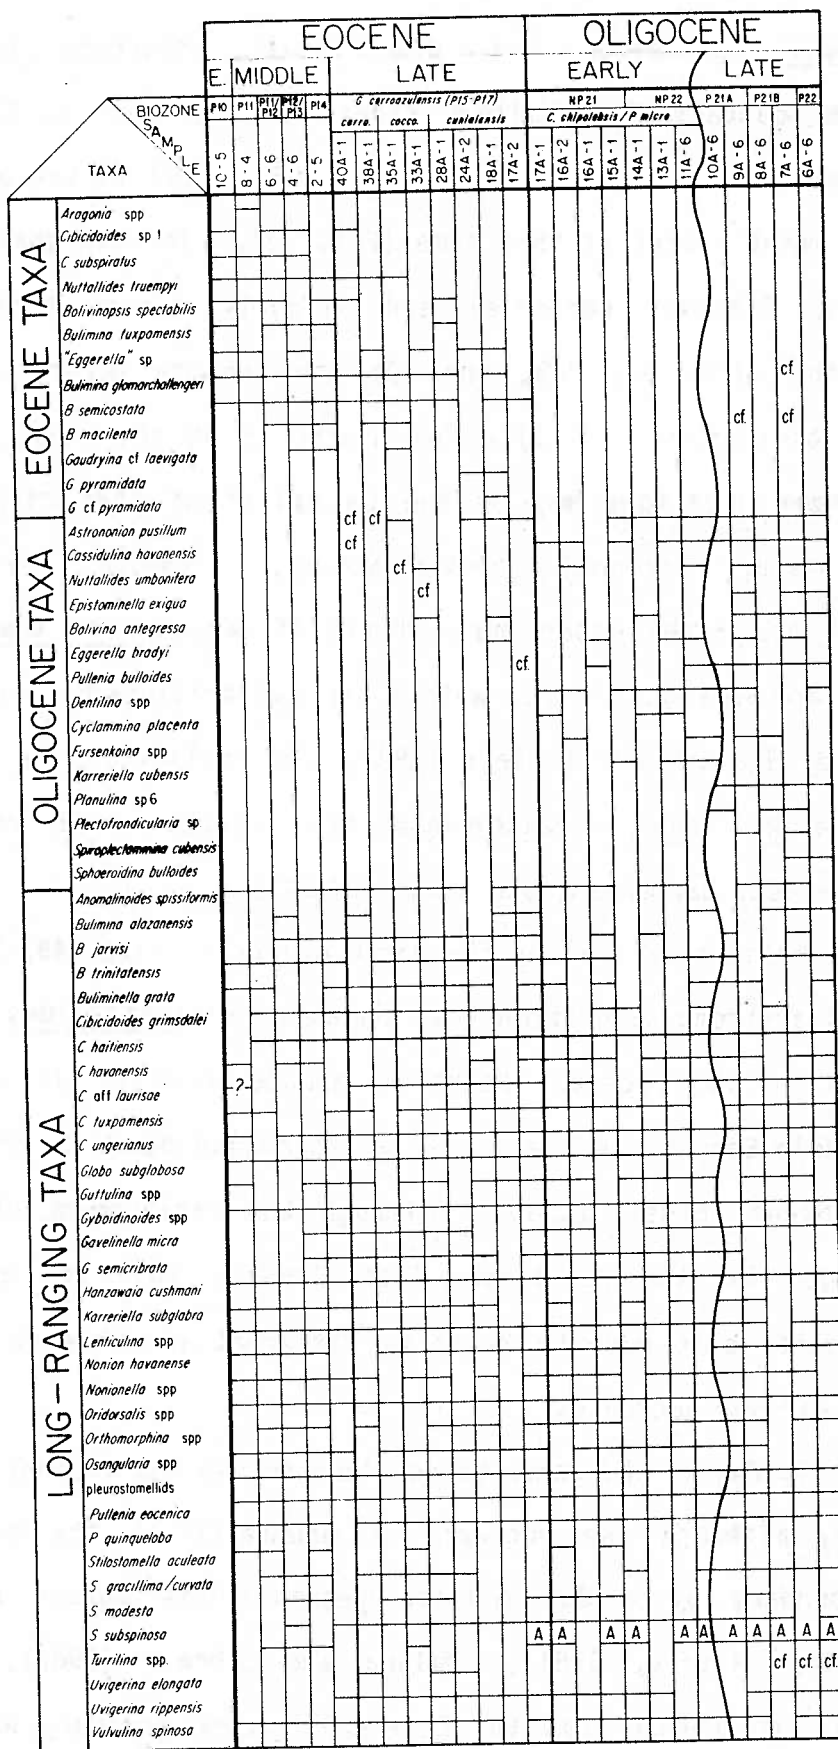 EOCENE OLIGOCENE
E. MIDDLE LATE EARLY LATE
BIOZONE P10 P11 P11/P12 P12/P13 P14 G cerroazulensis (P15-P17) NP21 NP22 P21A P21B P22
cerro. cocco. cunialensis C. chipolebsis / P micra
SAMPLE
TAXA 10-5 8-4 6-6 4-6 2-5 40A-1 38A-1 35A-1 33A-1 28A-1 24A-2 18A-1 17A-2 17A-1 16A-2 16A-1 15A-1 14A-1 13A-1 11A-6 10A-6 9A-6 8A-6 7A-6 6A-6
EOCENE TAXA
Aragonia spp
Cibicidoides sp 1
C subspiratus
Nuttallides truempyi
Bolivinopsis spectabilis
Bulimina tuxpamensis
"Eggerella" sp
Bulimina glomarchallengeri cf.
B semicostata cf. cf
B macilenta
Gaudryina cf laevigata
G pyramidata
G cf pyramidata
OLIGOCENE TAXA
Astrononion pusillum cf cf
Cassidulina havanensis cf
Nuttallides umbonifera cf.
Epistominella exigua cf
Bolivina antegressa
Eggerella bradyi
Pullenia bulloides cf.
Dentilina spp
Cyclammina placenta
Fursenkoina spp
Karreriella cubensis
Planulina sp6
Plectofrondicularia sp.
Spiroplectammina cubensis
Sphaeroidina bulloides
LONG-RANGING TAXA
Anomalinoides spissiformis
Bulimina alazanensis
B jarvisi
B trinitatensis
Buliminella grata
Cibicidoides grimsdalei
C haitiensis
C havanensis
C aff laurisae -?-
C tuxpamensis
C ungerianus
Globo subglobosa
Guttulina spp
Gyboidinoides spp
Gavelinella micra
G semicribrata
Hanzawaia cushmani
Karreriella subglabra
Lenticulina spp
Nonion havanense
Nonionella spp
Oridorsalis spp
Orthomorphina spp
Osangularia spp
pleurostomellids
Pullenia eocenica
P quinqueloba
Stilostomella aculeata
S gracillima/curvata
S modesta
S subspinosa A A A A A A A A A A A
Turrilina spp. cf cf. cf.
Uvigerina elongata
Uvigerina rippensis
Vulvulina spinosa